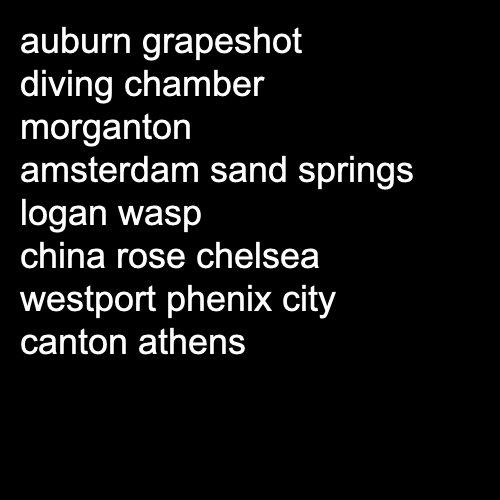 auburn grapeshot
diving chamber
morganton
amsterdam sand springs
logan wasp
china rose chelsea
westport phenix city
canton athens